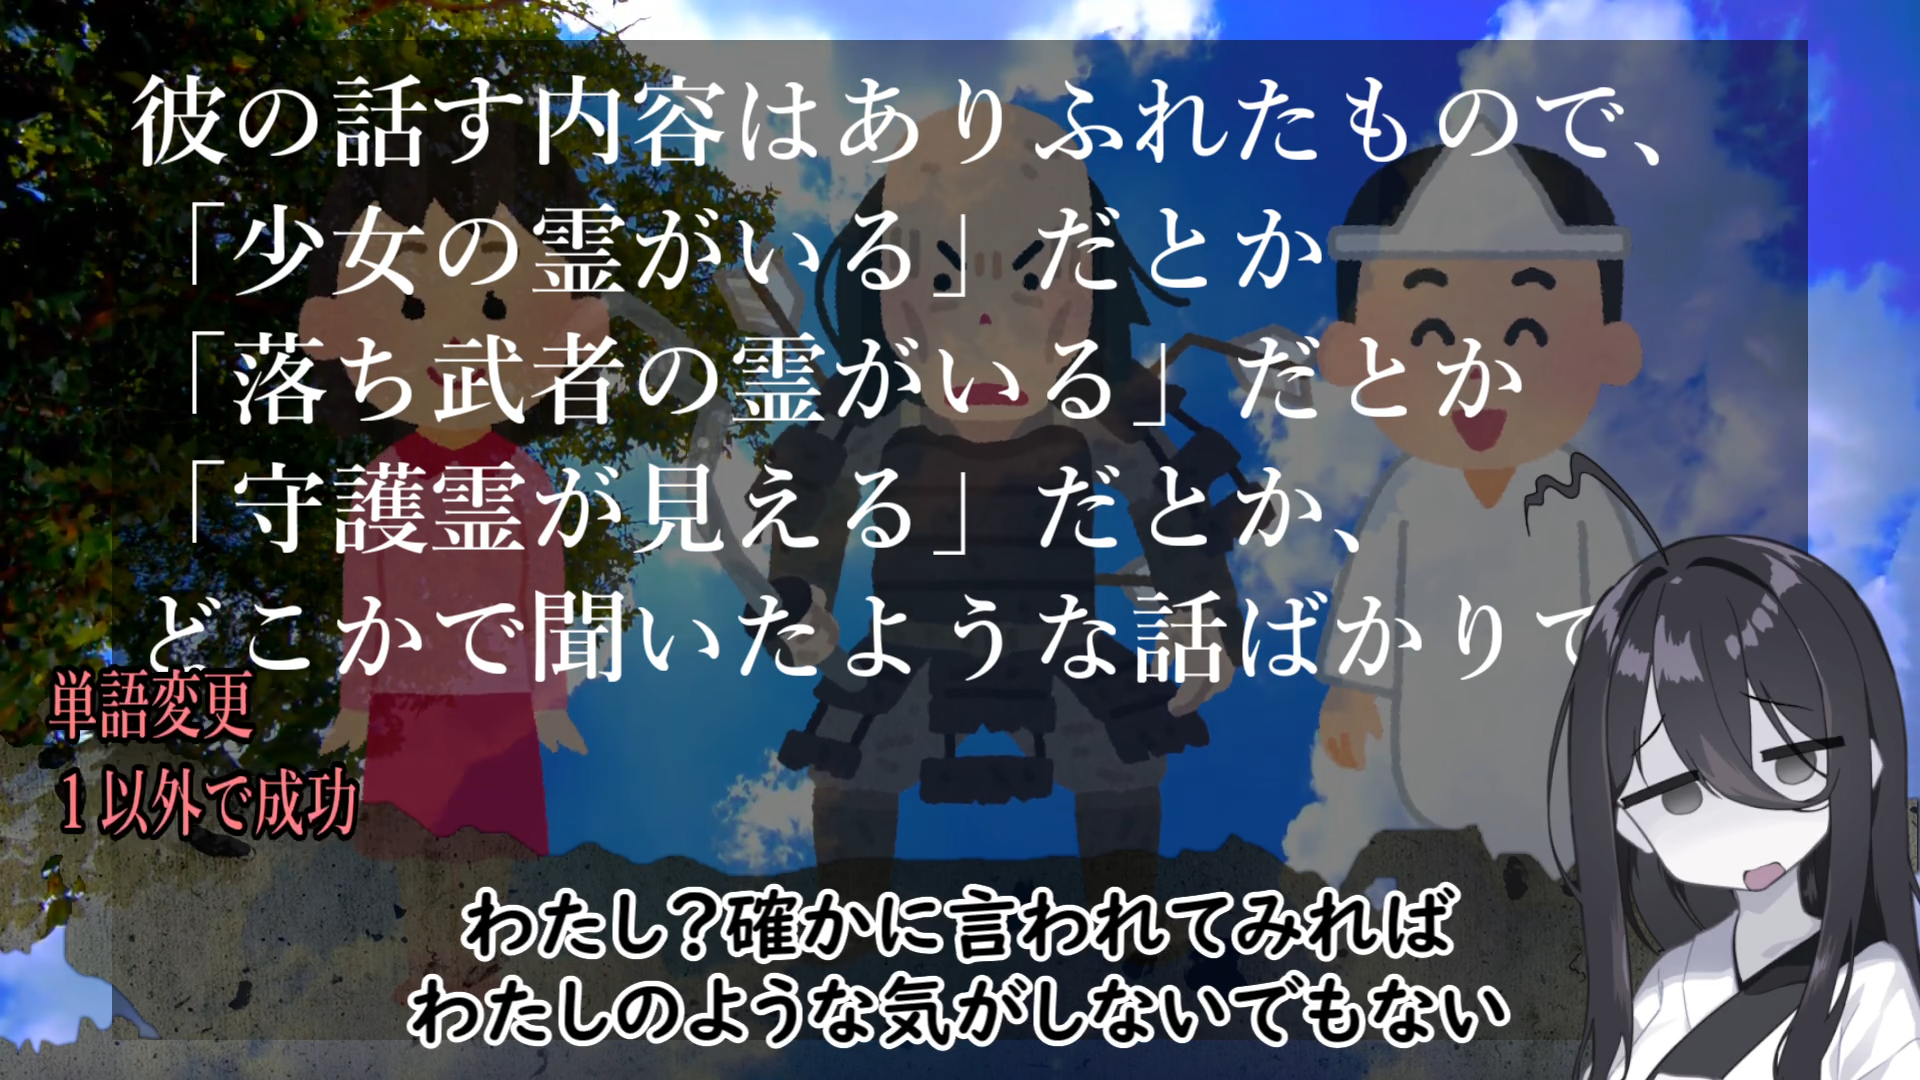 彼の話す内容はありふれたもので、
「少女の霊がいる」だとか
「落ち武者の霊がいる」だとか
「守護霊が見える」だとか、
どこかで聞いたような話ばかりで
単語変更
1以外で成功
わたし?確かに言われてみれば
わたしのような気がしないでもない